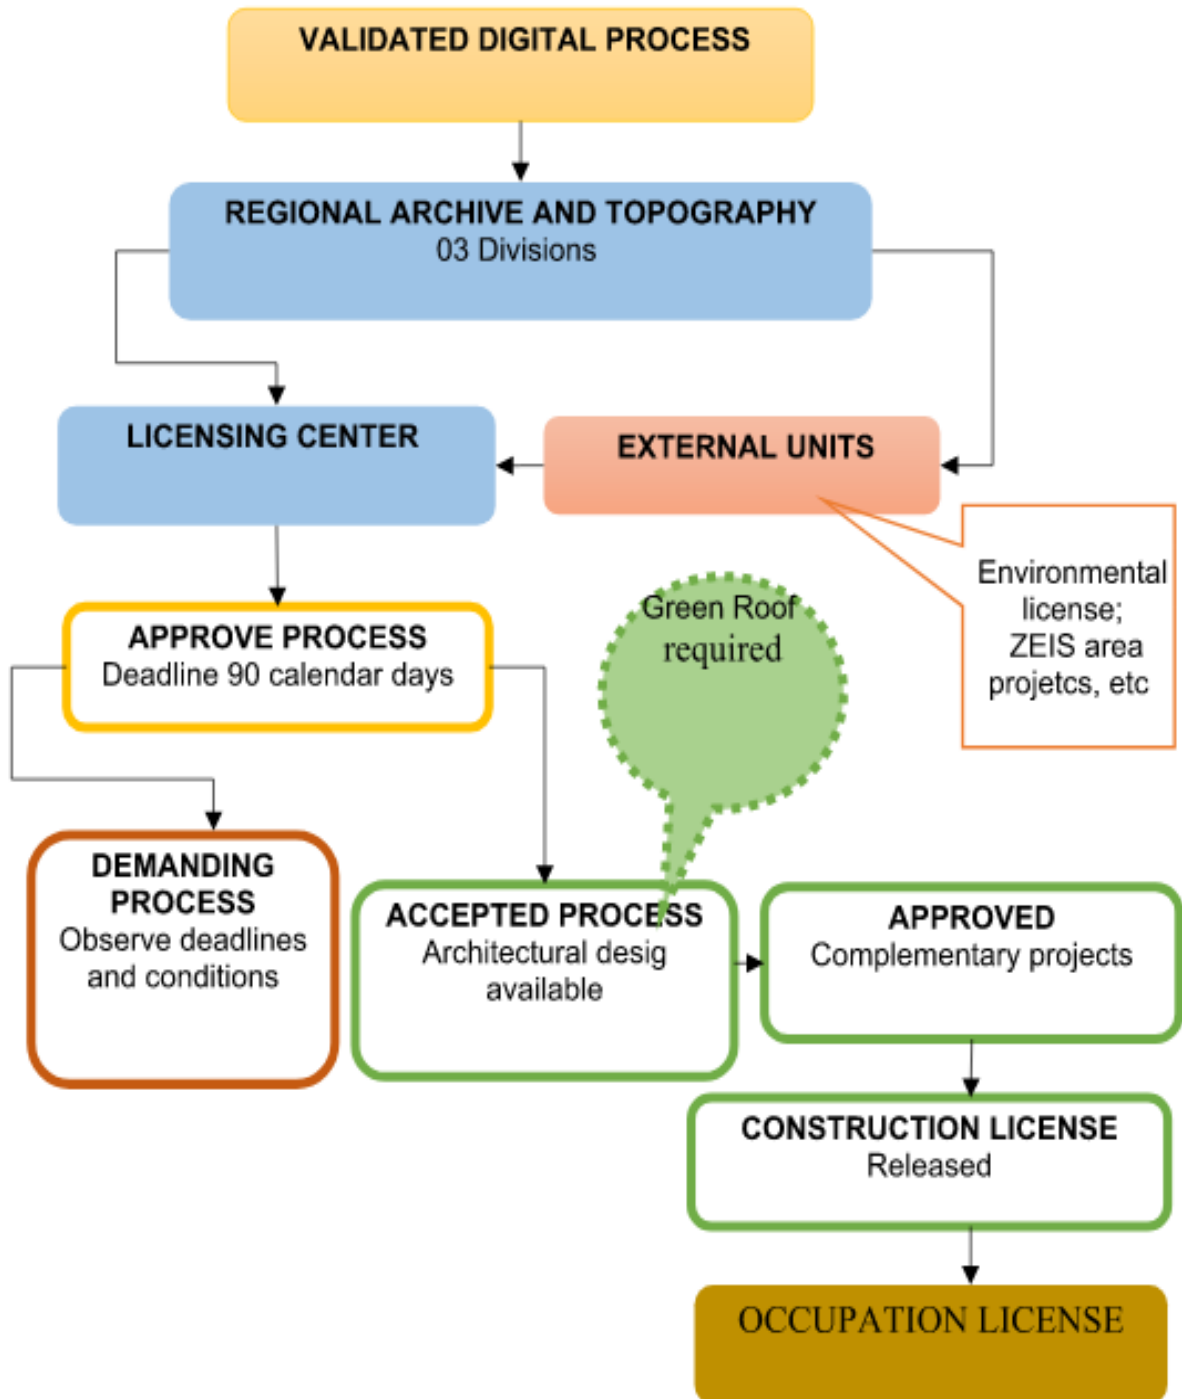 VALIDATED DIGITAL PROCESS
REGIONAL ARCHIVE AND TOPOGRAPHY
03 Divisions
LICENSING CENTER
EXTERNAL UNITS
Environmental
license;
ZEIS area
projetcs, etc
Green Roof
required
APPROVE PROCESS
Deadline 90 calendar days
DEMANDING
PROCESS
Observe deadlines
and conditions
ACCEPTED PROCESS
Architectural desig
available
APPROVED
Complementary projects
CONSTRUCTION LICENSE
Released
OCCUPATION LICENSE